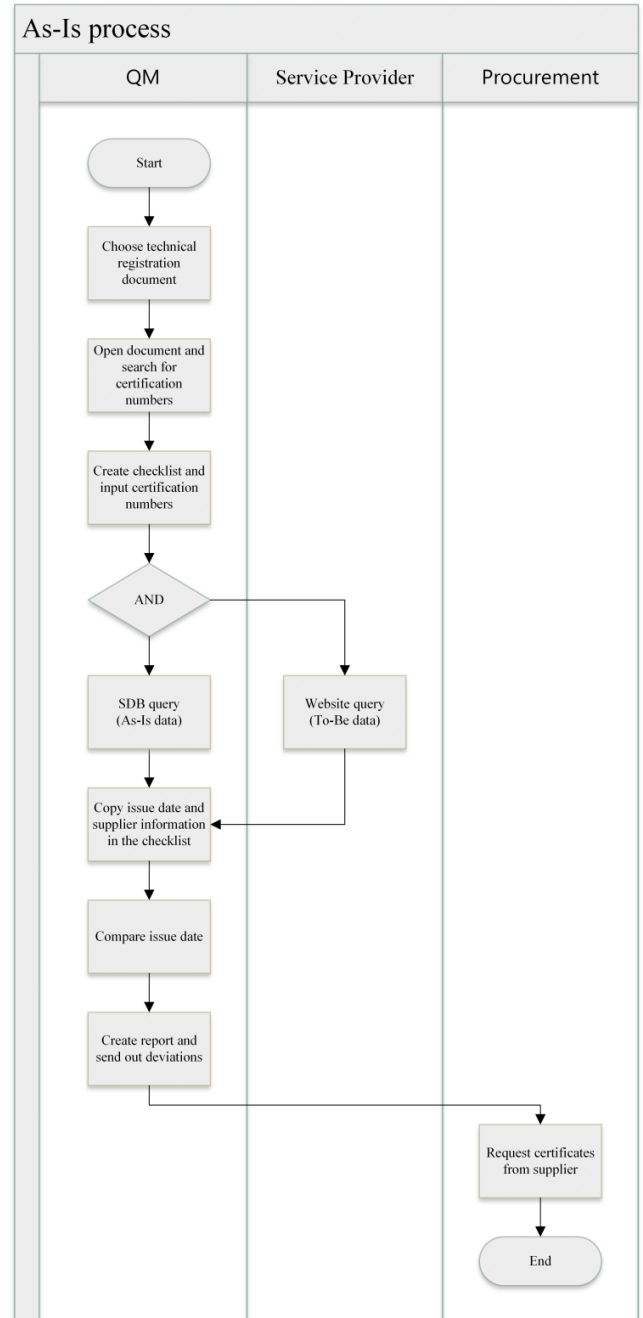 As-Is process
QM
Service Provider
Procurement
Start
Choose technical
registration
document
Open document and
search for
certification
numbers
Create checklist and
input certification
numbers
AND
SDB query
(As-Is data)
Website query
(To-Be data)
Copy issue date and
supplier information
in the checklist
Compare issue date
Create report and
send out deviations
Request certificates
from supplier
End